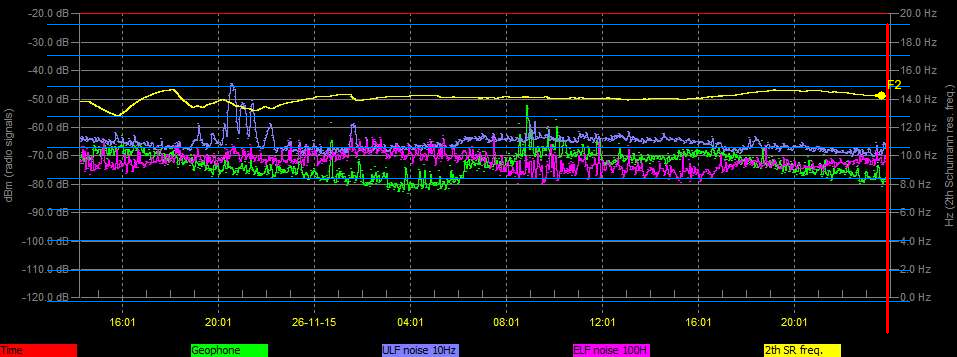 -20.0 dB 20.0 Hz
-30.0 dB 18.0 Hz
-40.0 dB 16.0 Hz
F2
-50.0 dB 14.0 Hz
-60.0 dB 12.0 Hz
-70.0 dB 10.0 Hz
-80.0 dB 8.0 Hz
-90.0 dB 6.0 Hz
-100.0 dB 4.0 Hz
-110.0 dB 2.0 Hz
-120.0 dB 0.0 Hz
dBm (radio signals)
Hz (2th Schumann res. freq.)
16:01 20:01 26-11-15 04:01 08:01 12:01 16:01 20:01
Time Geophone ULF noise 10Hz ELF noise 100H 2th SR freq.